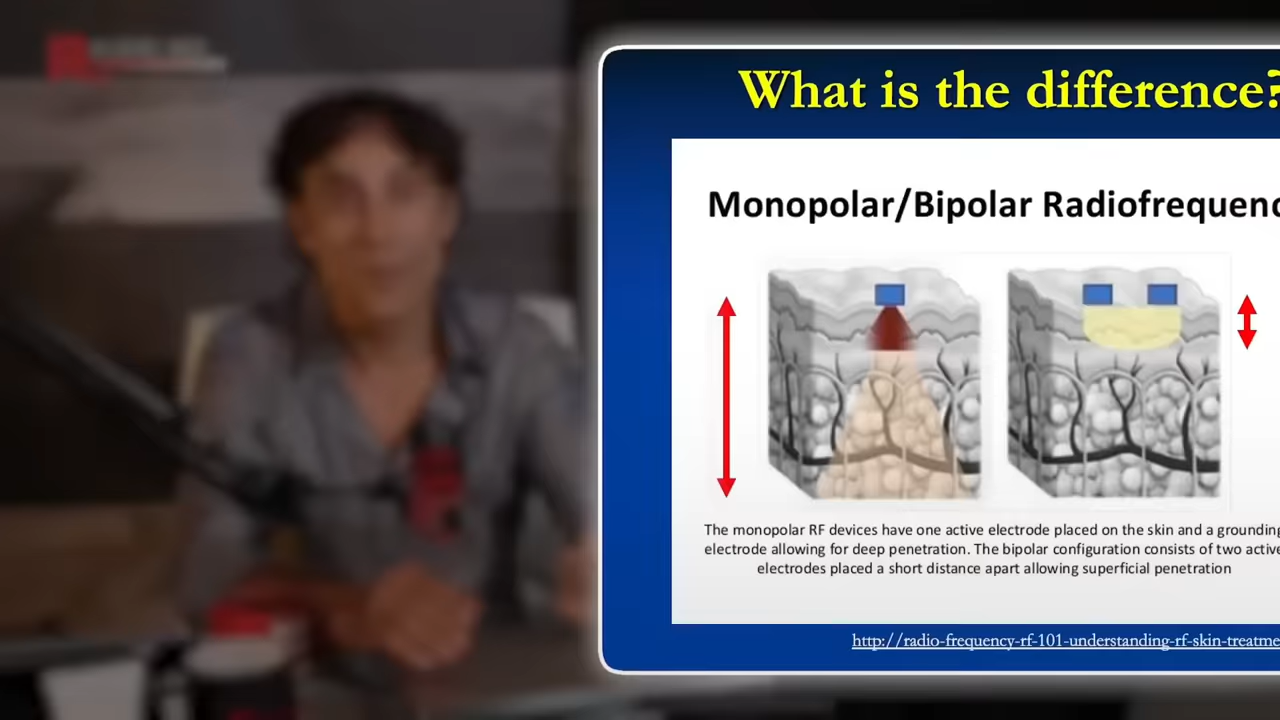 What is the difference?
Monopolar/Bipolar Radiofrequenc
The monopolar RF devices have one active electrode placed on the skin and a grounding
electrode allowing for deep penetration. The bipolar configuration consists of two active
electrodes placed a short distance apart allowing superficial penetration
http://radio-frequency-rf-101-understanding-rf-skin-treatme